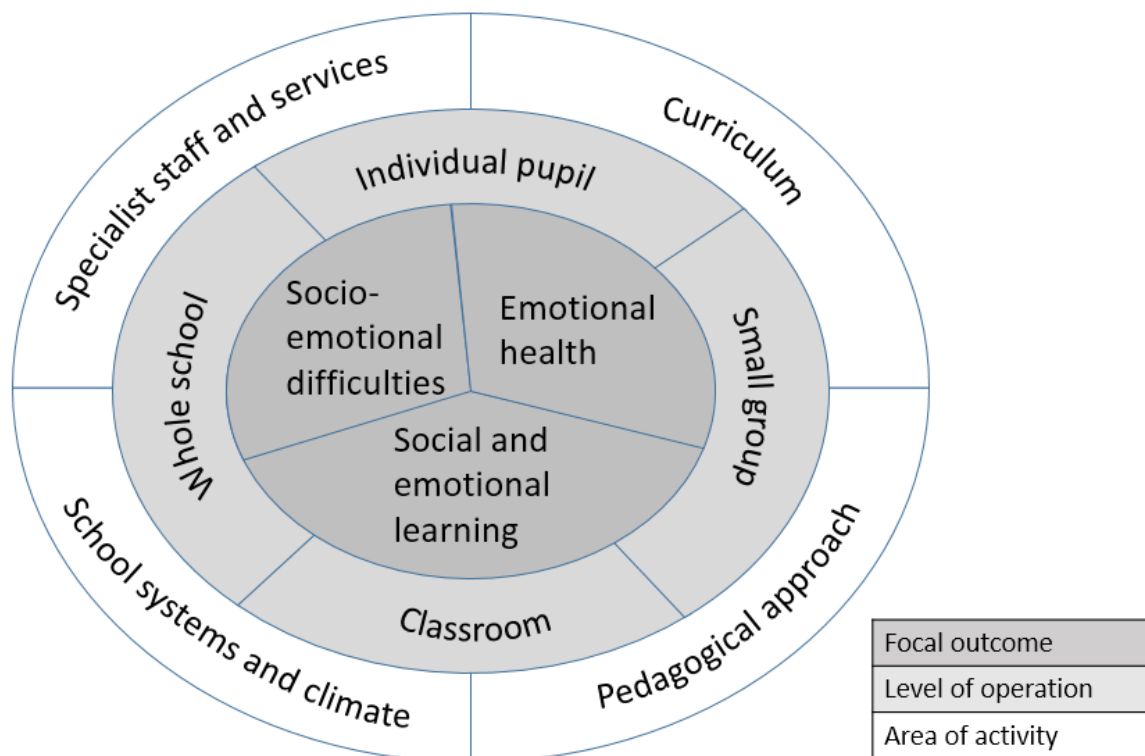 Specialist staff and services
Curriculum
Individual pupil
Socio-
emotional
difficulties
Emotional
health
Whole school
Small group
Social and
emotional
learning
Classroom
School systems and climate
Pedagogical approach
Focal outcome
Level of operation
Area of activity